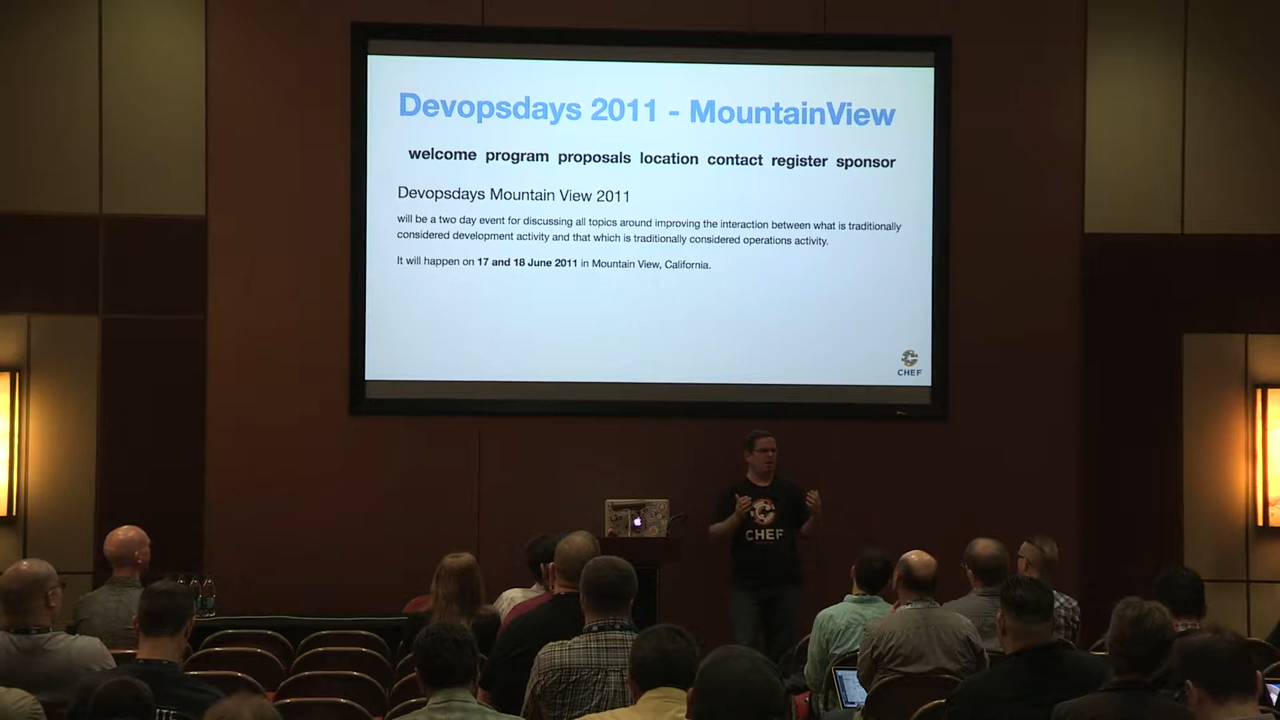 Devopsdays 2011 - MountainView
welcome program proposals location contact register sponsor
Devopsdays Mountain View 2011
will be a two day event for discussing all topics around improving the interaction between what is traditionally
considered development activity and that which is traditionally considered operations activity.
It will happen on 17 and 18 June 2011 in Mountain View, California.
CHEF
CHEF